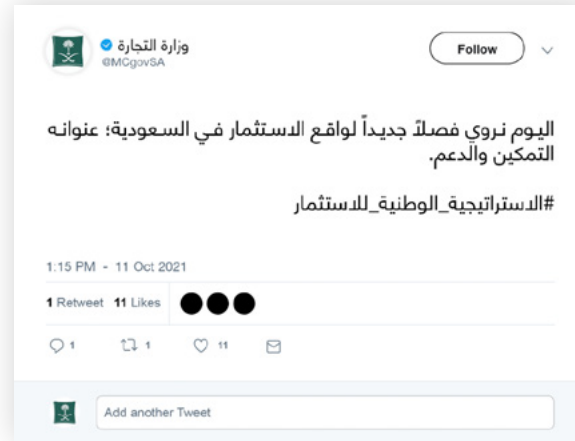 وزارة التجارة
@MCgovSA
Follow
اليوم نروي فصلاً جديداً لواقع الاستثمار في السعودية؛ عنوانه
التمكين والدعم.
#الاستراتيجية_الوطنية_للاستثمار
1:15 PM - 11 Oct 2021
1 Retweet 11 Likes
1 1 11
Add another Tweet